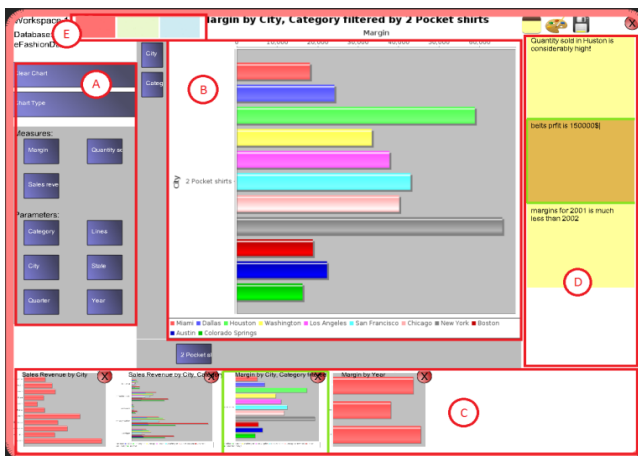 Workspace
Margin by City, Category filtered by 2 Pocket shirts
Database:
eFashionD
E
Margin
0 10,000 20,000 30,000 40,000 50,000 60,000
City
Categ
Clear Chart
A
Chart Type
B
Measures:
Margin
Quantity so
Sales reve
Parameters:
Category
Lines
City
State
Quarter
Year
City
2 Pocket shirts
Miami Dallas Houston Washington Los Angeles San Francisco Chicago New York Boston
Austin Colorado Springs
2 Pocket s
X
Quantity sold in Huston is
considerably high!
belts prfit is 150000$
margins for 2001 is much
less than 2002
D
Sales Revenue by City
X
Sales Revenue by City, Ca
X
Margin by City, Category
X
Margin by Year
X
C